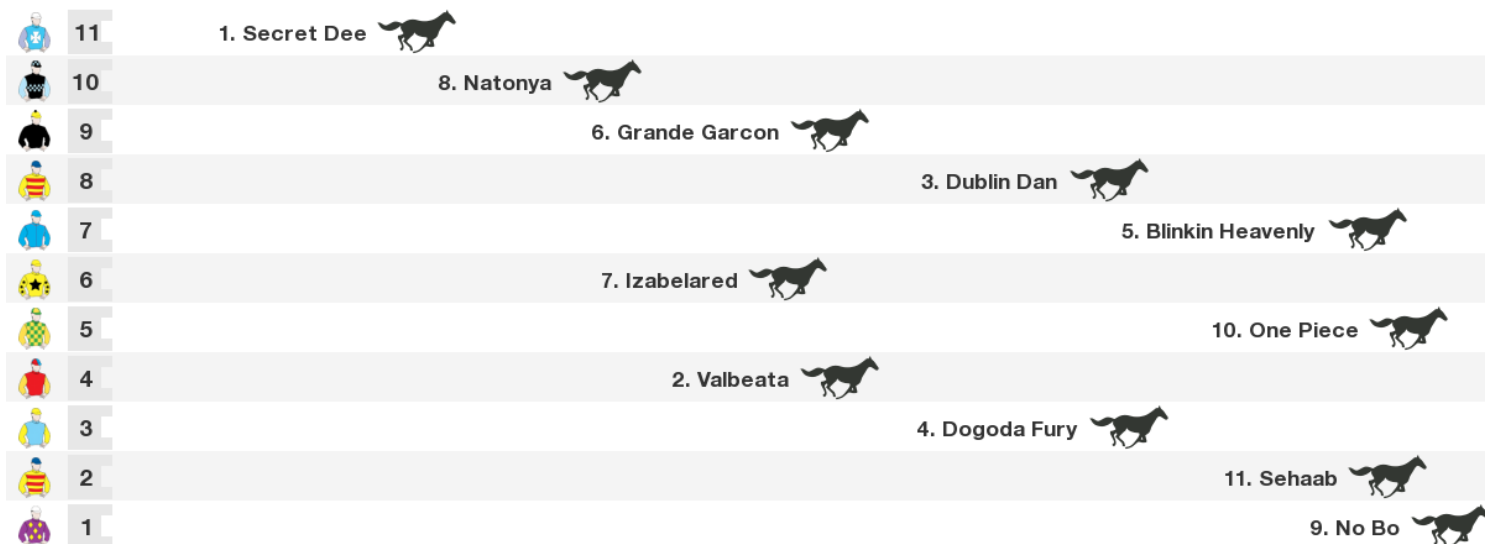 11 1. Secret Dee
10 8. Natonya
9 6. Grande Garcon
8 3. Dublin Dan
7 5. Blinkin Heavenly
6 7. Izabelared
5 10. One Piece
4 2. Valbeata
3 4. Dogoda Fury
2 11. Sehaab
1 9. No Bo